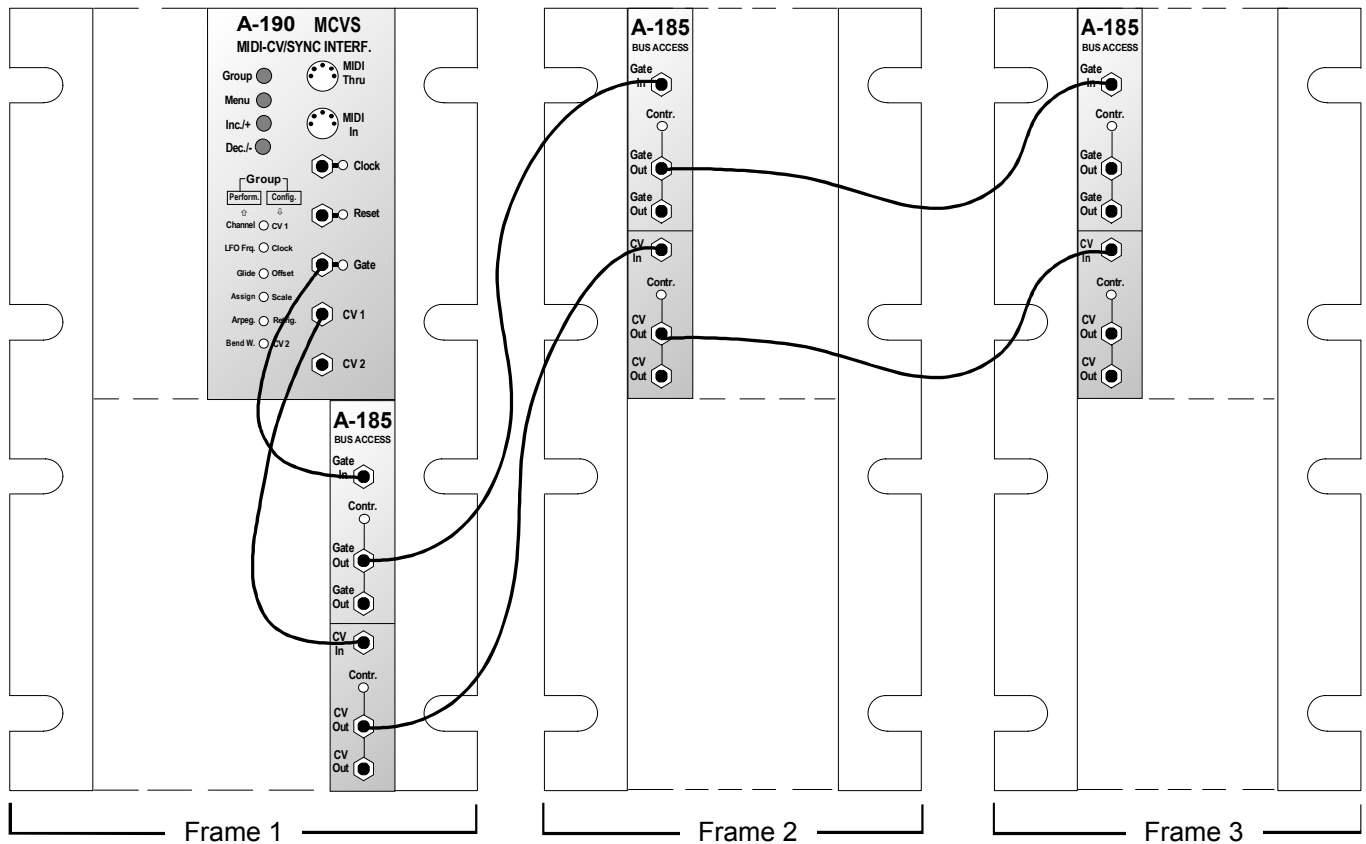 A-190 MCVS
MIDI-CV/SYNC INTERF.
Group
Menu
Inc./+
Dec./-
MIDI
Thru
MIDI
In
Clock
Reset
Gate
CV 1
CV 2
Group
Perform. Config.
⇧ ⇩
Channel CV 1
LFO Frq. Clock
Glide Offset
Assign Scale
Arpeg. Retrig.
Bend W. CV 2
A-185
BUS ACCESS
Gate
In
Contr.
Gate
Out
Gate
Out
CV
In
Contr.
CV
Out
CV
Out
Frame 1
A-185
BUS ACCESS
Gate
In
Contr.
Gate
Out
Gate
Out
CV
In
Contr.
CV
Out
CV
Out
Frame 2
A-185
BUS ACCESS
Gate
In
Contr.
Gate
Out
Gate
Out
CV
In
Contr.
CV
Out
CV
Out
Frame 3